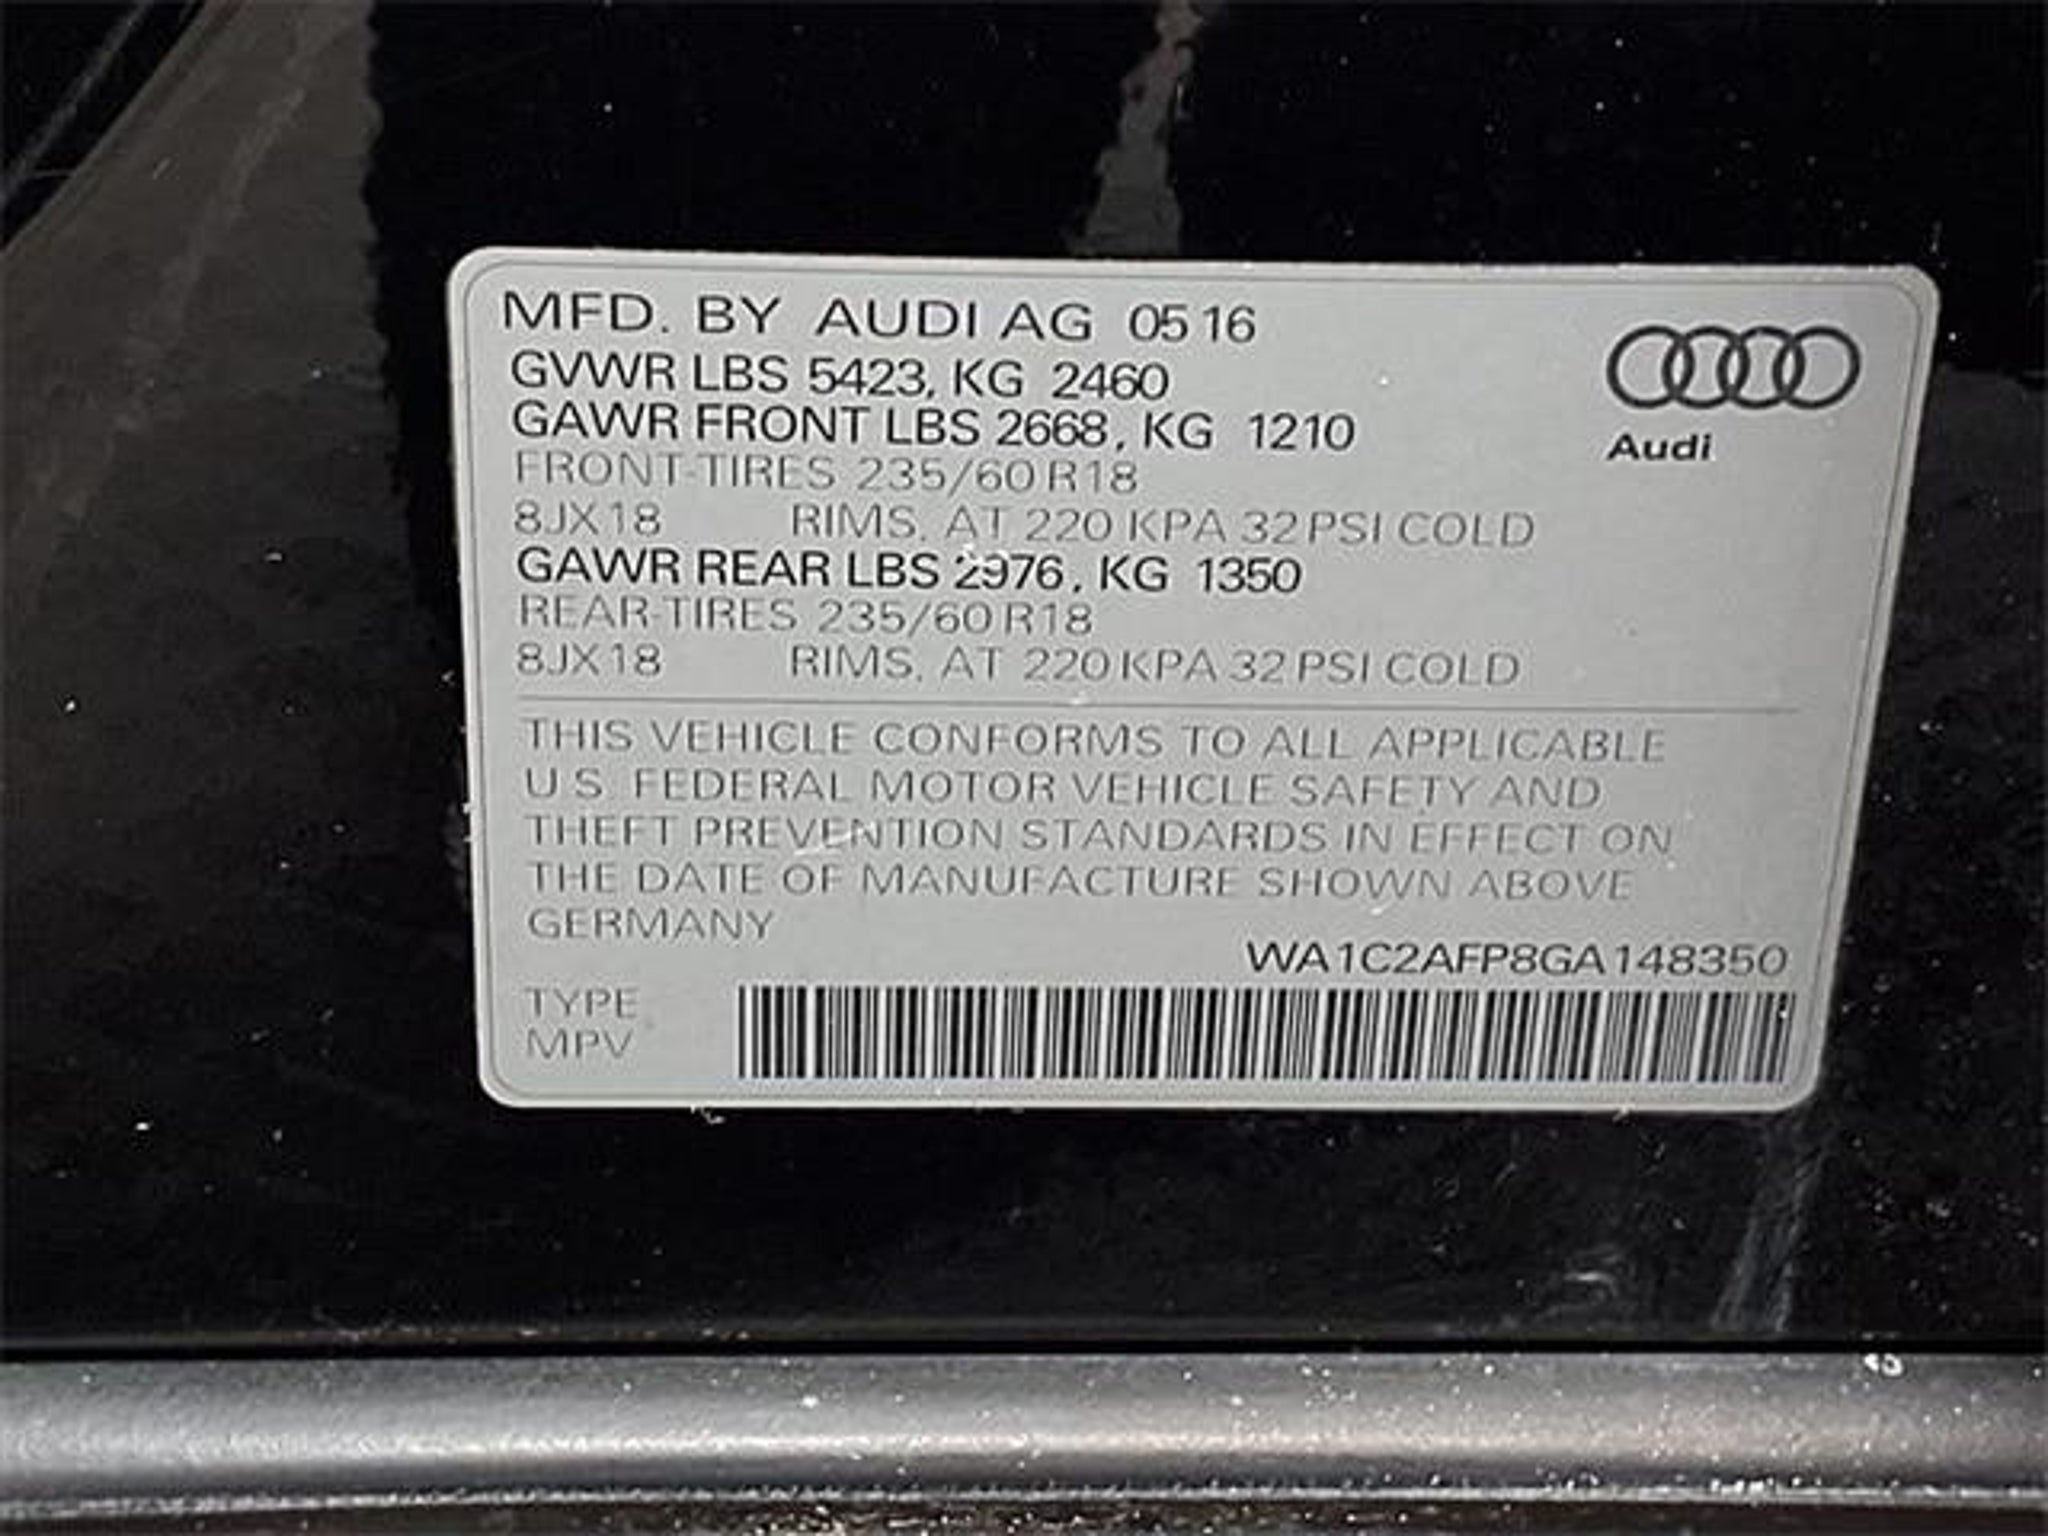 MFD. BY AUDI AG 05 16
GVWR LBS 5423, KG 2460
GAWR FRONT LBS 2668, KG 1210
FRONT-TIRES 235/60 R18
8JX18 RIMS, AT 220 KPA 32 PSI COLD
GAWR REAR LBS 2976, KG 1350
REAR-TIRES 235/60 R18
8JX18 RIMS, AT 220 KPA 32 PSI COLD
Audi
THIS VEHICLE CONFORMS TO ALL APPLICABLE
U S FEDERAL MOTOR VEHICLE SAFETY AND
THEFT PREVENTION STANDARDS IN EFFECT ON
THE DATE OF MANUFACTURE SHOWN ABOVE
GERMANY
WA1C2AFP8GA148350
TYPE
MPV